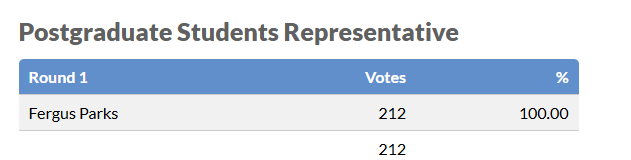 Postgraduate Students Representative
Round 1 Votes %
Fergus Parks 212 100.00
212